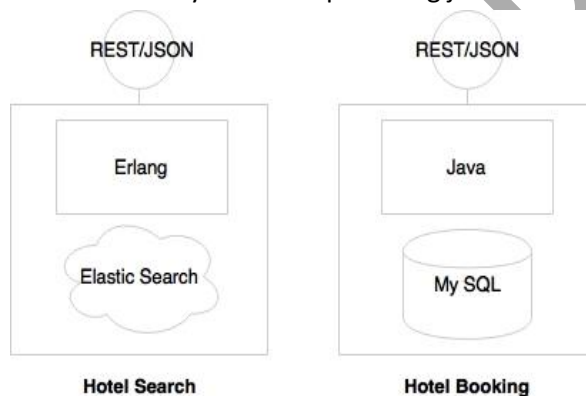 REST/JSON REST/JSON
Erlang Java
Elastic Search My SQL
Hotel Search Hotel Booking